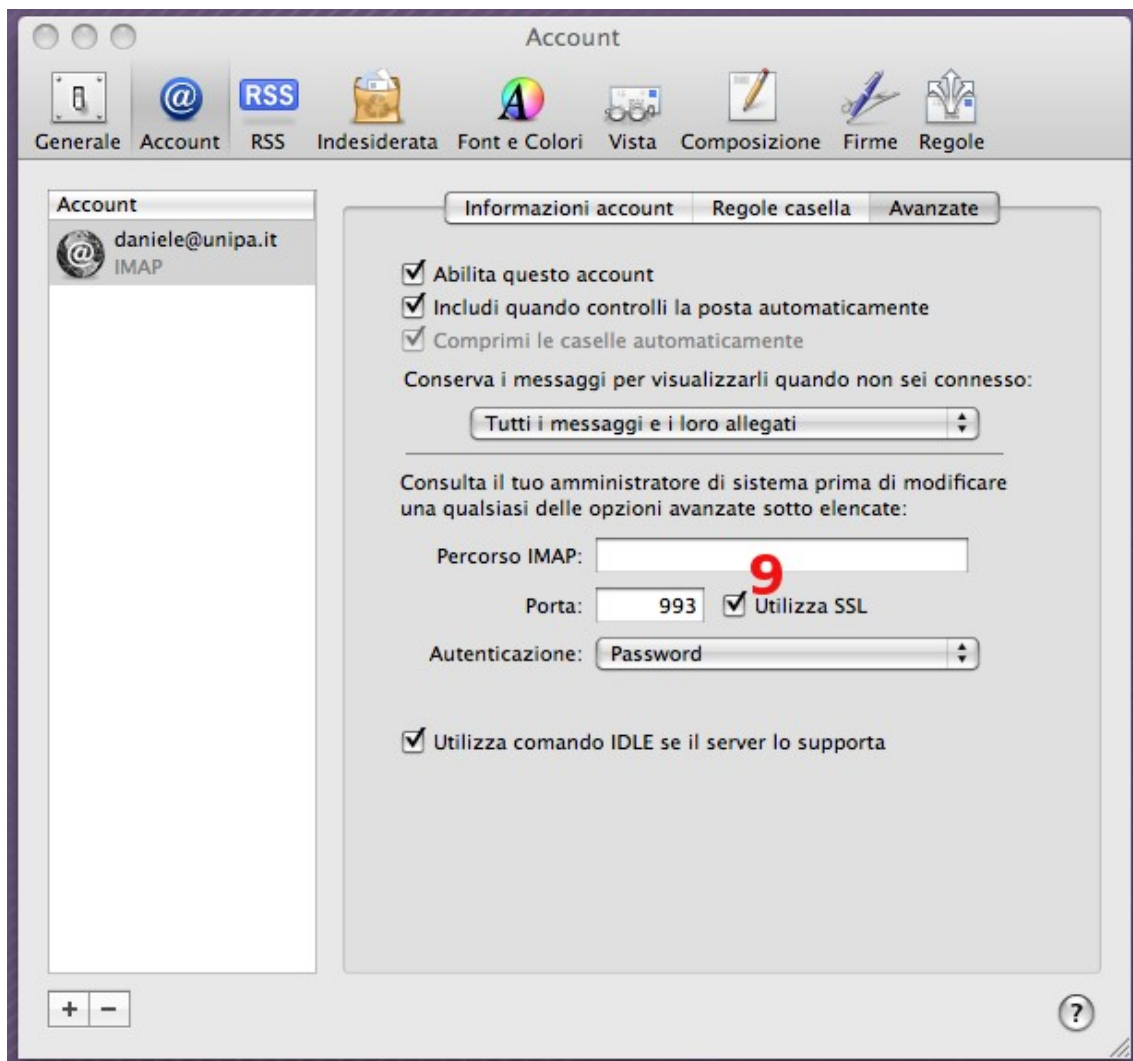 Account
RSS
Generale Account RSS Indesiderata Font e Colori Vista Composizione Firme Regole
Account
daniele@unipa.it
IMAP
Informazioni account Regole casella Avanzate
Abilita questo account
Includi quando controlli la posta automaticamente
Comprimi le caselle automaticamente
Conserva i messaggi per visualizzarli quando non sei connesso:
Tutti i messaggi e i loro allegati
Consulta il tuo amministratore di sistema prima di modificare
una qualsiasi delle opzioni avanzate sotto elencate:
Percorso IMAP:
9
Porta: 993 Utilizza SSL
Autenticazione: Password
Utilizza comando IDLE se il server lo supporta